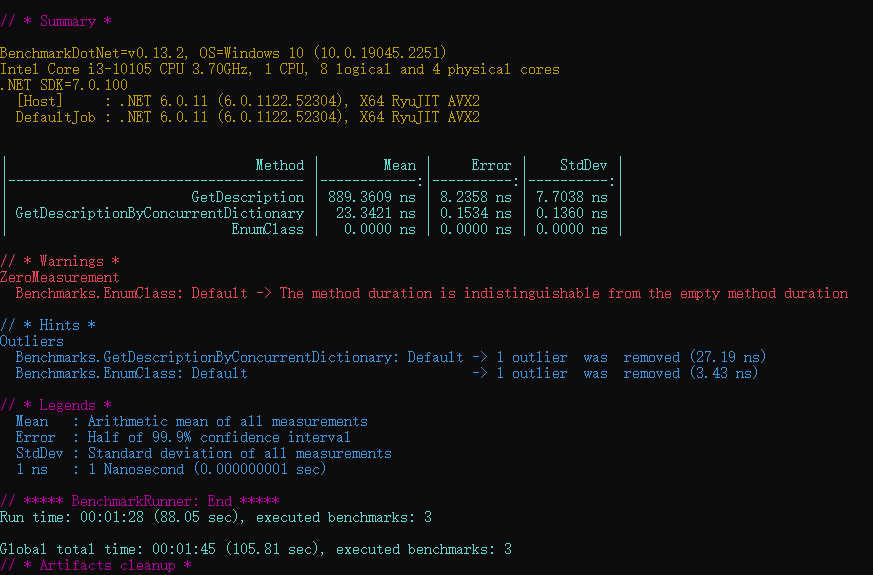 // * Summary *
BenchmarkDotNet=v0.13.2, OS=Windows 10 (10.0.19045.2251)
Intel Core i3-10105 CPU 3.70GHz, 1 CPU, 8 logical and 4 physical cores
.NET SDK=7.0.100
  [Host]     : .NET 6.0.11 (6.0.1122.52304), X64 RyuJIT AVX2
  DefaultJob : .NET 6.0.11 (6.0.1122.52304), X64 RyuJIT AVX2
|                               Method |        Mean |     Error |    StdDev |
|------------------------------------- |------------:|----------:|----------:|
|                       GetDescription | 889.3609 ns | 8.2358 ns | 7.7038 ns |
| GetDescriptionByConcurrentDictionary |  23.3421 ns | 0.1534 ns | 0.1360 ns |
|                            EnumClass |   0.0000 ns | 0.0000 ns | 0.0000 ns |
// * Warnings *
ZeroMeasurement
  Benchmarks.EnumClass: Default -> The method duration is indistinguishable from the empty method duration
// * Hints *
Outliers
  Benchmarks.GetDescriptionByConcurrentDictionary: Default -> 1 outlier  was  removed (27.19 ns)
  Benchmarks.EnumClass: Default                            -> 1 outlier  was  removed (3.43 ns)
// * Legends *
  Mean   : Arithmetic mean of all measurements
  Error  : Half of 99.9% confidence interval
  StdDev : Standard deviation of all measurements
  1 ns   : 1 Nanosecond (0.000000001 sec)
// ***** BenchmarkRunner: End *****
Run time: 00:01:28 (88.05 sec), executed benchmarks: 3
Global total time: 00:01:45 (105.81 sec), executed benchmarks: 3
// * Artifacts cleanup *